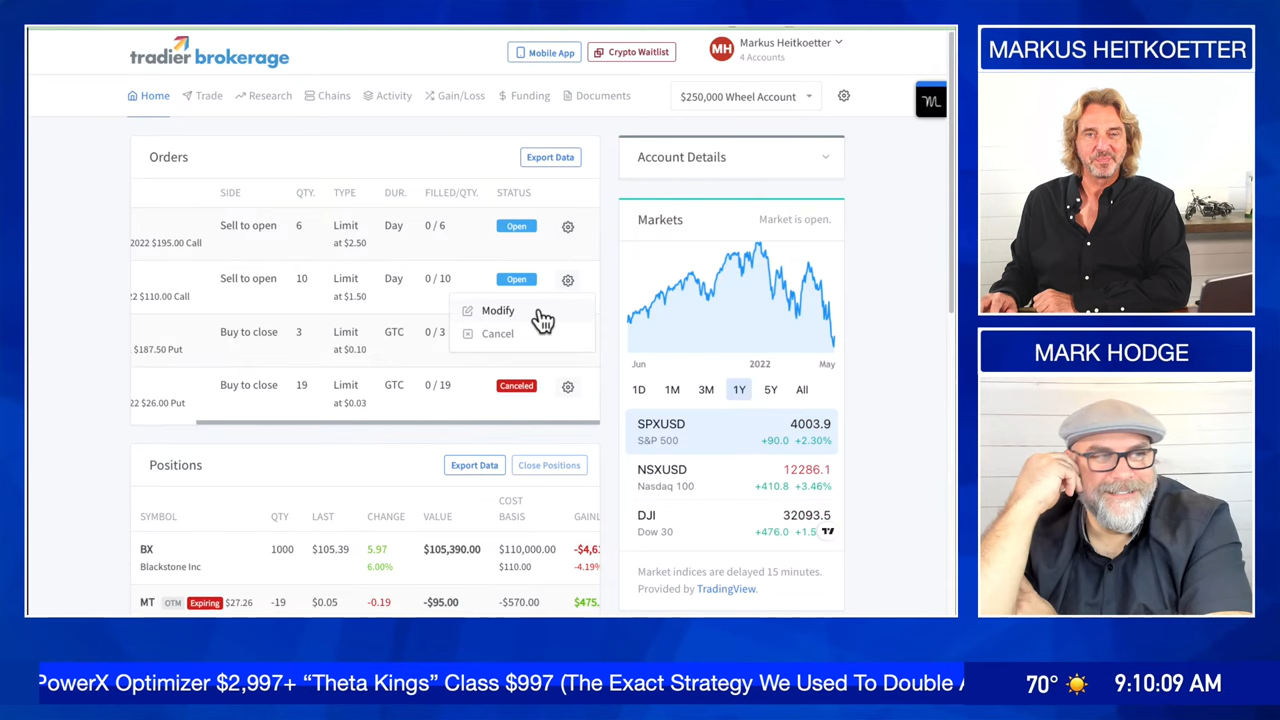 tradier brokerage
Mobile App
Crypto Waitlist
MH
Markus Heitkoetter
4 Accounts
Home Trade Research Chains Activity Gain/Loss Funding Documents
$250,000 Wheel Account
Orders
Export Data
SIDE QTY. TYPE DUR. FILLED/QTY. STATUS
Sell to open 6 Limit Day 0 / 6 Open
2022 $195.00 Call at $2.50
Sell to open 10 Limit Day 0 / 10 Open
2 $110.00 Call at $1.50
Modify
Cancel
Buy to close 3 Limit GTC 0 / 3
$187.50 Put at $0.10
Buy to close 19 Limit GTC 0 / 19 Canceled
22 $26.00 Put at $0.03
Positions
Export Data
Close Positions
COST
SYMBOL QTY LAST CHANGE VALUE BASIS GAIN
BX 1000 $105.39 5.97 $105,390.00 $110,000.00 -$4,6
Blackstone Inc 6.00% $110.00 -4.19%
MT OTM Expiring $27.26 -19 $0.05 -0.19 -$95.00 -$570.00 $475.
Account Details
Markets
Market is open.
Jun 2022 May
1D 1M 3M 1Y 5Y All
SPXUSD 4003.9
S&P 500 +90.0 +2.30%
NSXUSD 12286.1
Nasdaq 100 +410.8 +3.46%
DJI 32093.5
Dow 30 +476.0 +1.5
Market indices are delayed 15 minutes.
Provided by TradingView.
MARKUS HEITKOETTER
MARK HODGE
PowerX Optimizer $2,997+ “Theta Kings” Class $997 (The Exact Strategy We Used To Double
70° 9:10:09 AM